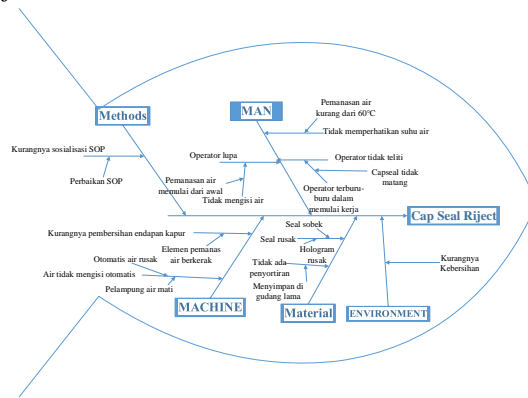 Methods
MAN
Pemanasan air
kurang dari 60°C
Tidak memperhatikan suhu air
Kurangnya sosialisasi SOP
Perbaikan SOP
Operator lupa
Operator tidak teliti
Pemanasan air
memulai dari awal
Tidak mengisi air
Capseal tidak
matang
Operator terburu-
buru dalam
memulai kerja
Cap Seal Riject
Kurangnya pembersihan endapan kapur
Elemen pemanas
air berkerak
Otomatis air rusak
Air tidak mengisi otomatis
Pelampung air mati
MACHINE
Seal sobek
Seal rusak
Hologram
rusak
Tidak ada
penyortiran
Menyimpan di
gudang lama
Material
Kurangnya
Kebersihan
ENVIRONMENT